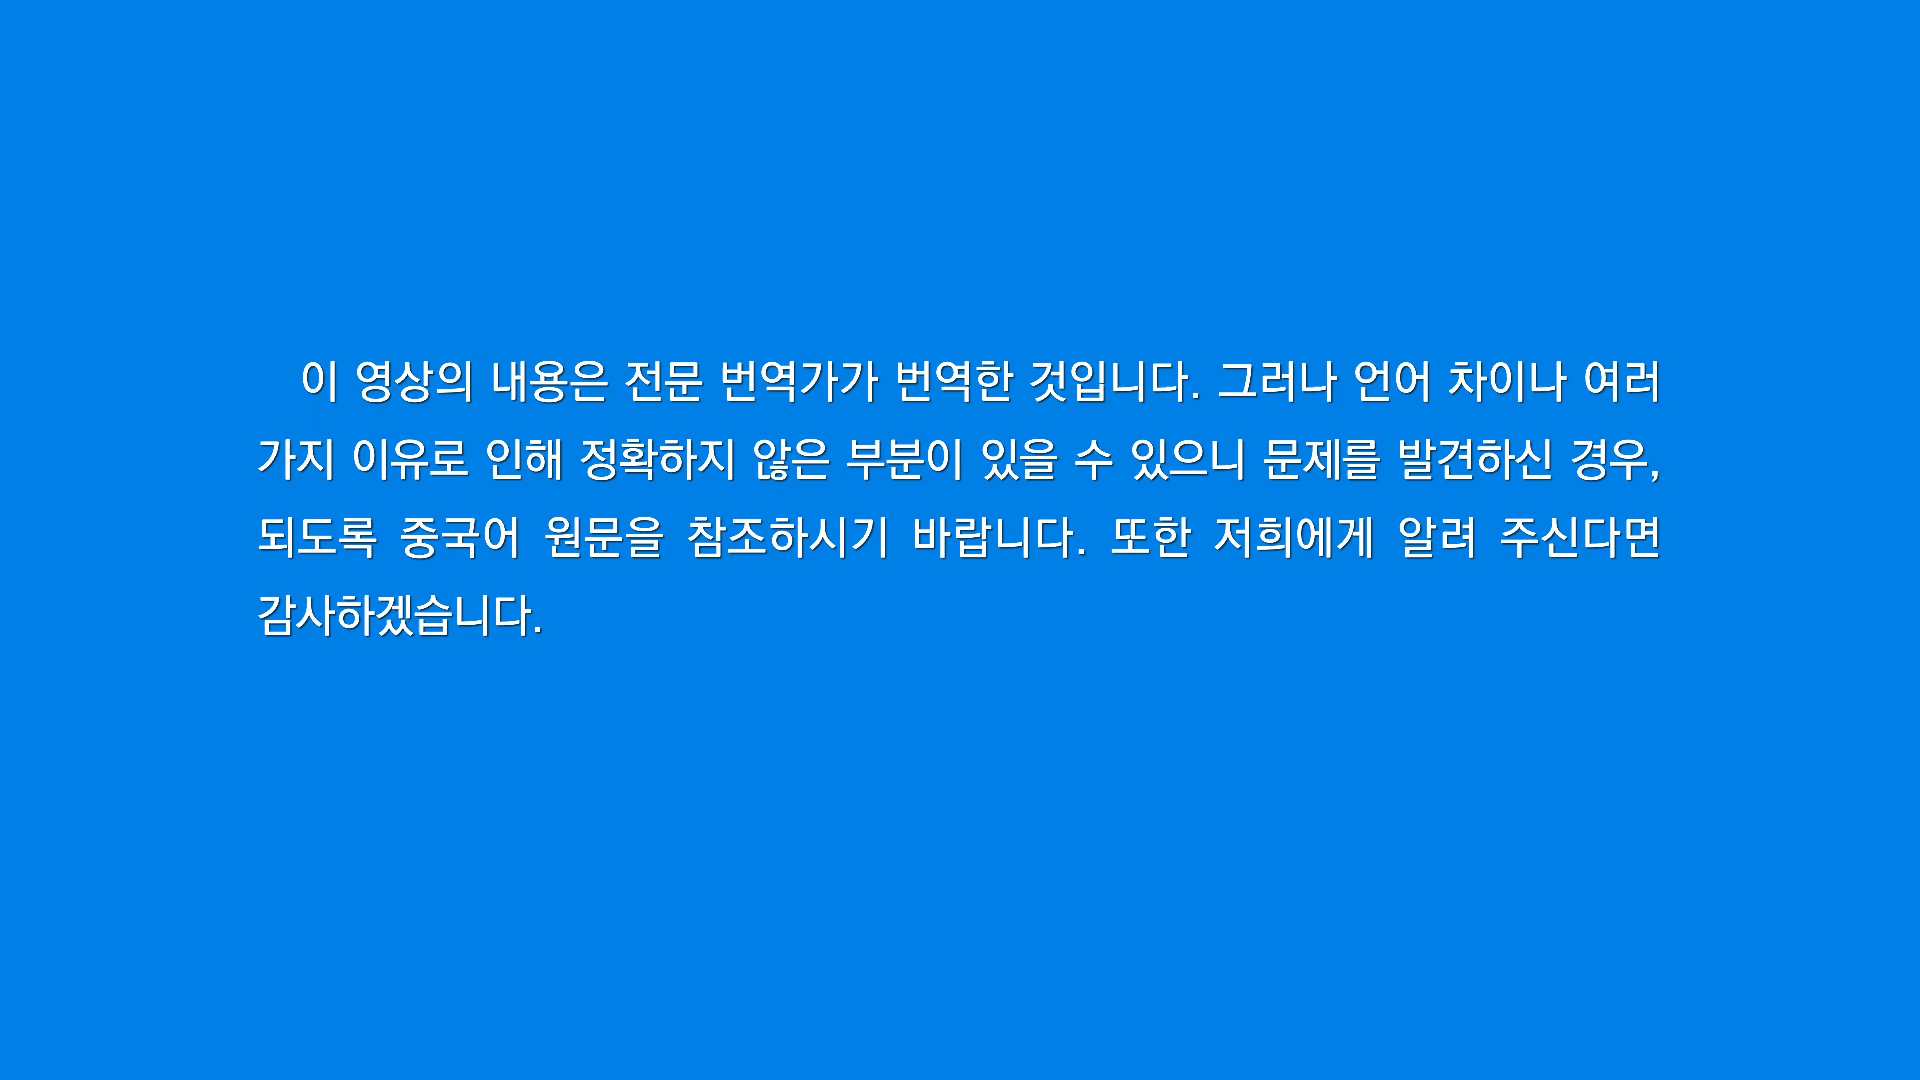 이 영상의 내용은 전문 번역가가 번역한 것입니다. 그러나 언어 차이나 여러
가지 이유로 인해 정확하지 않은 부분이 있을 수 있으니 문제를 발견하신 경우,
되도록 중국어 원문을 참조하시기 바랍니다. 또한 저희에게 알려 주신다면
감사하겠습니다.